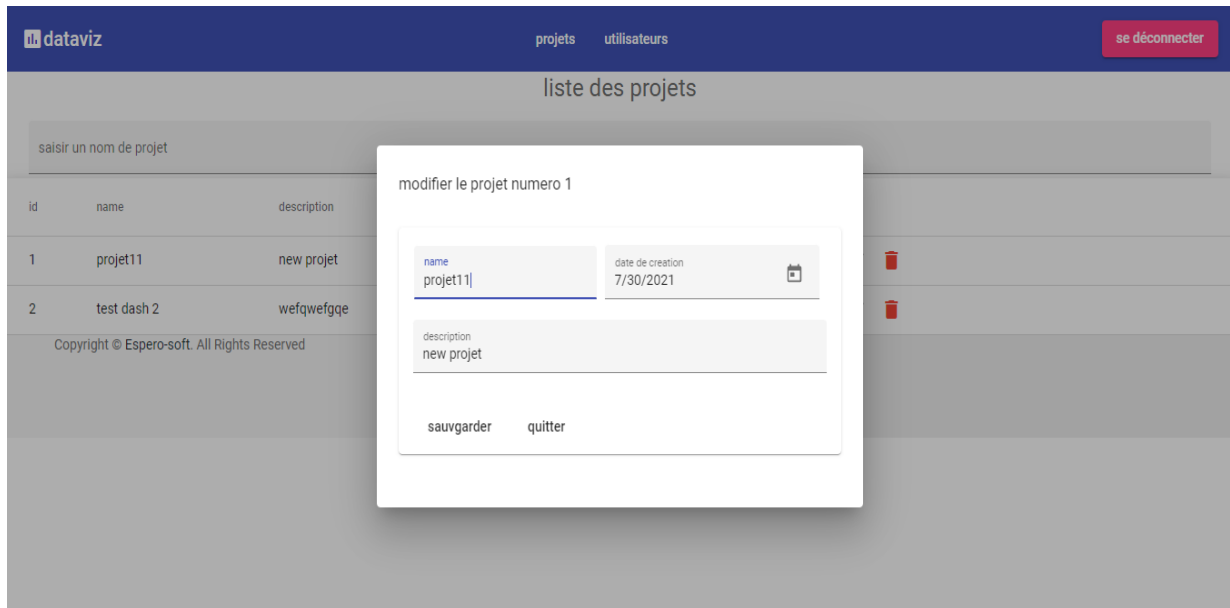 dataviz
projets utilisateurs
se déconnecter
liste des projets
saisir un nom de projet
id name description
1 projet11 new projet
2 test dash 2 wefqwefgqe
Copyright © Espero-soft. All Rights Reserved
modifier le projet numero 1
name
projet11
date de creation
7/30/2021
description
new projet
sauvgarder quitter